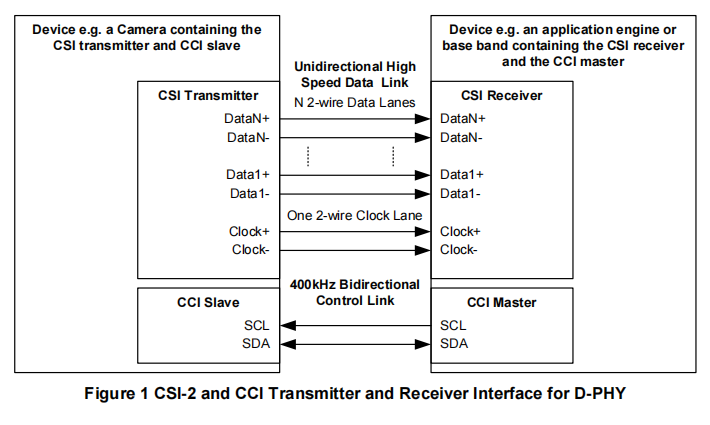 Device e.g. a Camera containing the
CSI transmitter and CCI slave
Device e.g. an application engine or
base band containing the CSI receiver
and the CCI master
Unidirectional High
Speed Data Link
N 2-wire Data Lanes
CSI Transmitter
DataN+
DataN-
Data1+
Data1-
Clock+
Clock-
CSI Receiver
DataN+
DataN-
Data1+
Data1-
Clock+
Clock-
One 2-wire Clock Lane
400kHz Bidirectional
Control Link
CCI Slave
SCL
SDA
CCI Master
SCL
SDA
Figure 1 CSI-2 and CCI Transmitter and Receiver Interface for D-PHY